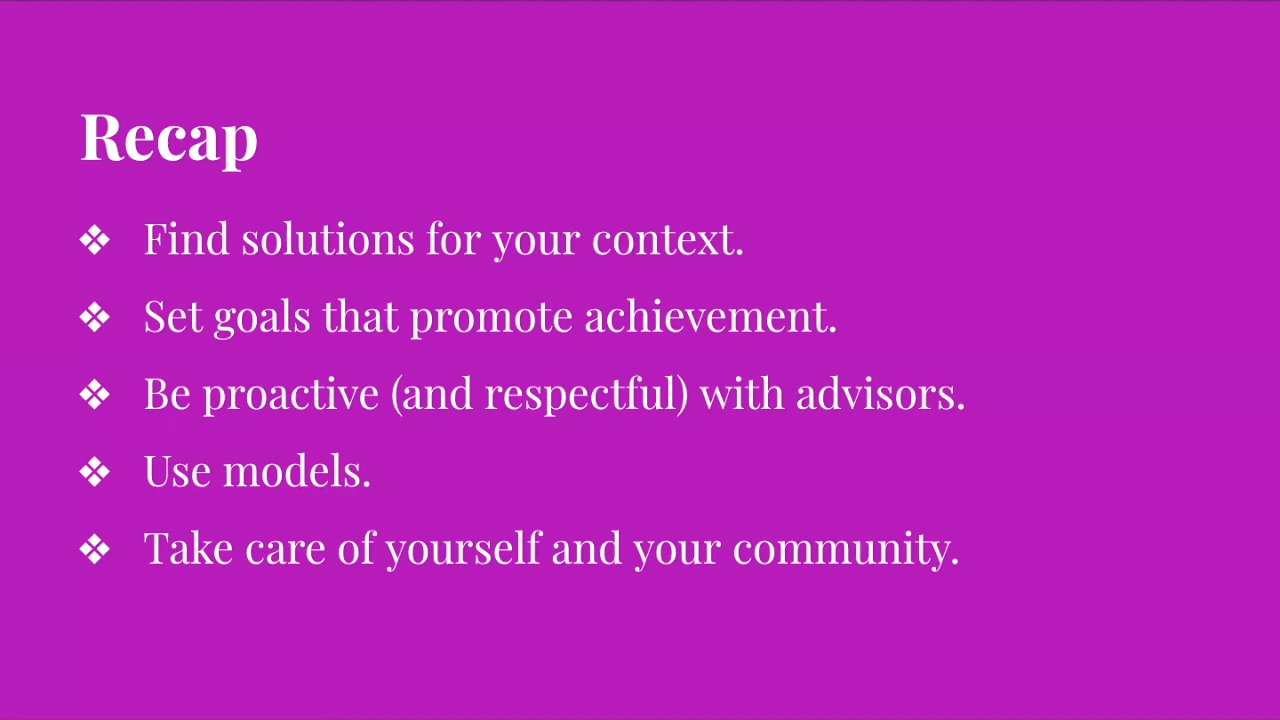 Recap
❖ Find solutions for your context.
❖ Set goals that promote achievement.
❖ Be proactive (and respectful) with advisors.
❖ Use models.
❖ Take care of yourself and your community.